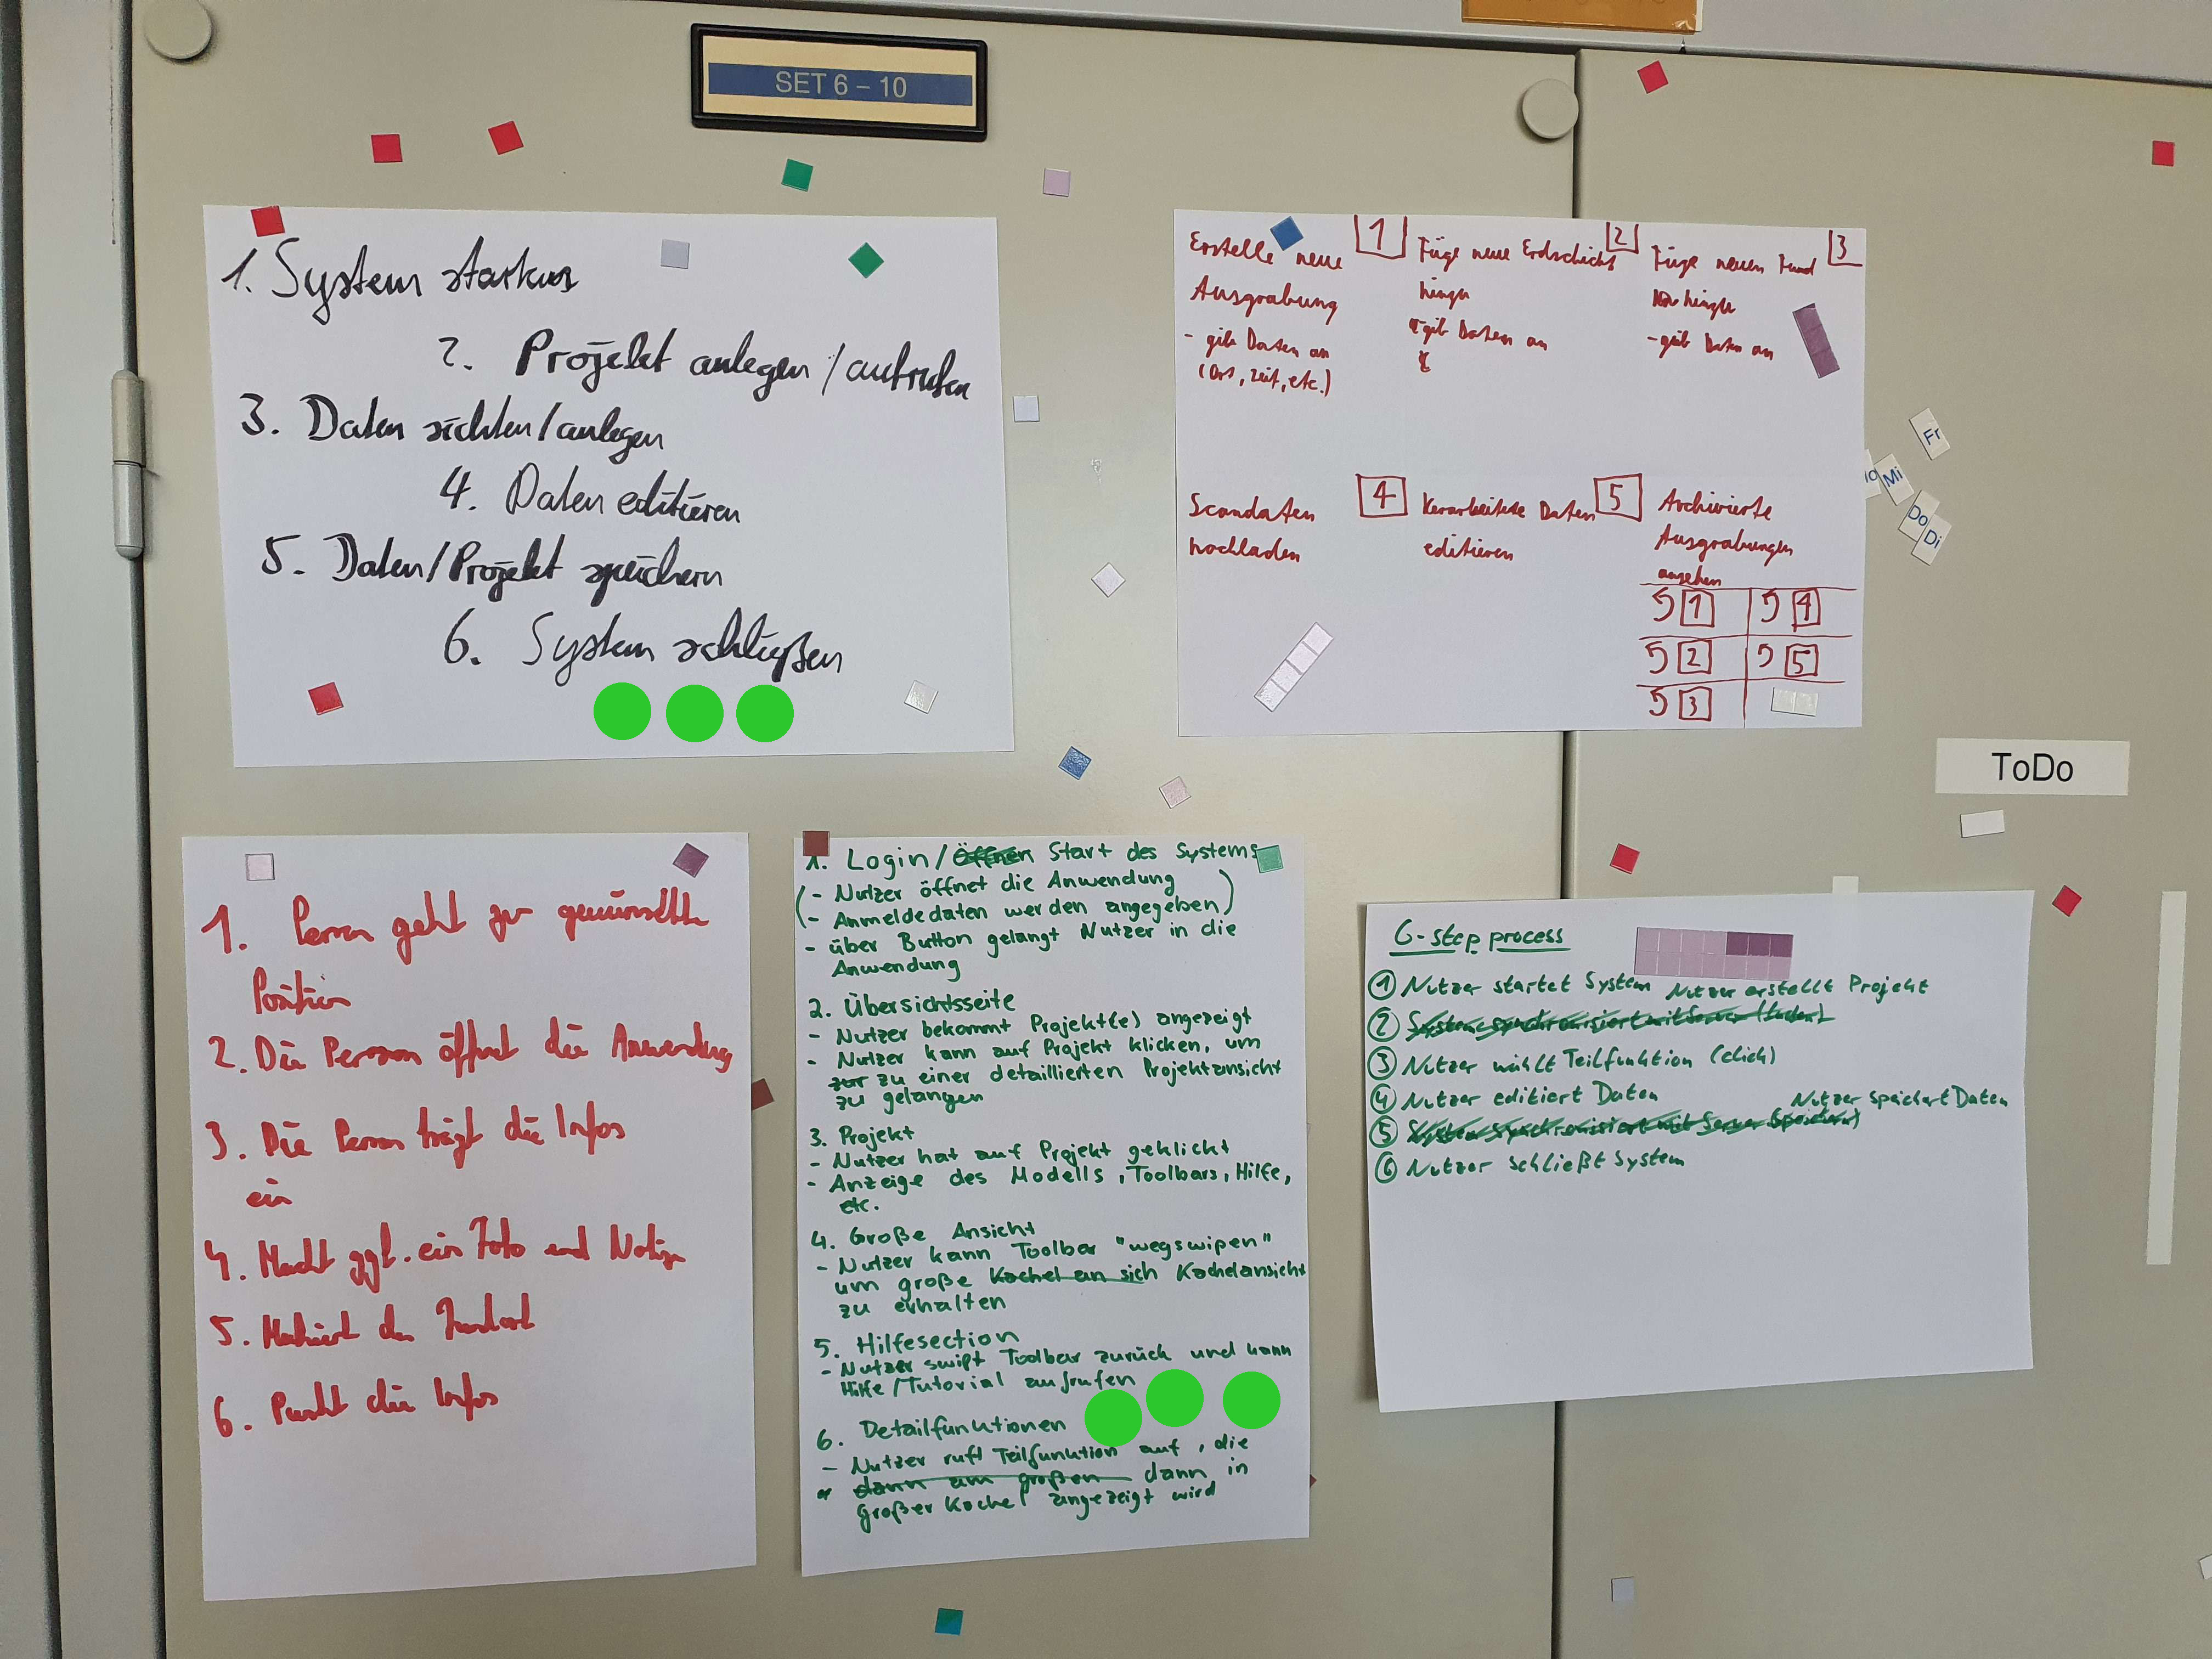 SET 6 – 10
1. System starten
2. Projekt anlegen / aufrufen
3. Daten sichten / anlegen
4. Daten editieren
5. Daten/Projekt speichern
6. System schließen
Erstelle neue
Ausgrabung
- gib Daten an
(Ort, Zeit, etc.)
1
Füge neue Erdschicht
hinzu
- gib Daten an
2
Füge neuen Fund
hinzu
- gib Daten an
3
Scandaten
hochladen
4
Verarbeitete Daten
editieren
5
Archivierte
Ausgrabungen
ansehen
1 4
2 5
3
Fr
Mi
Do
Di
ToDo
1. Person geht zur gewünschten
Position
2. Die Person öffnet die Anwendung
3. Die Person trägt die Infos
ein
4. Macht ggf. ein Foto und Notizen
5. Markiert den Fundort
6. Pusht die Infos
1. Login / Öffnen Start des Systems
(- Nutzer öffnet die Anwendung
- Anmeldedaten werden angegeben)
- über Button gelangt Nutzer in die
Anwendung
2. Übersichtsseite
- Nutzer bekommt Projekt(e) angezeigt
- Nutzer kann auf Projekt klicken, um
zur zu einer detaillierten Projektansicht
zu gelangen
3. Projekt
- Nutzer hat auf Projekt geklickt
- Anzeige des Modells, Toolbars, Hilfe,
etc.
4. Große Ansicht
- Nutzer kann Toolbar "wegswipen"
um große Kachel an sich Kachelansicht
zu erhalten
5. Hilfesection
- Nutzer swipt Toolbar zurück und kann
Hilfe/Tutorial aufrufen
6. Detailfunktionen
- Nutzer ruft Teilfunktion auf, die
dann um großen dann in
großer Kachel angezeigt wird
6-step process
1 Nutzer startet System
Nutzer erstellt Projekt
2 System synchronisiert mit Server (laden)
3 Nutzer wählt Teilfunktion (click)
4 Nutzer editiert Daten
Nutzer speichert Daten
5 System synchronisiert mit Server (speichern)
6 Nutzer schließt System